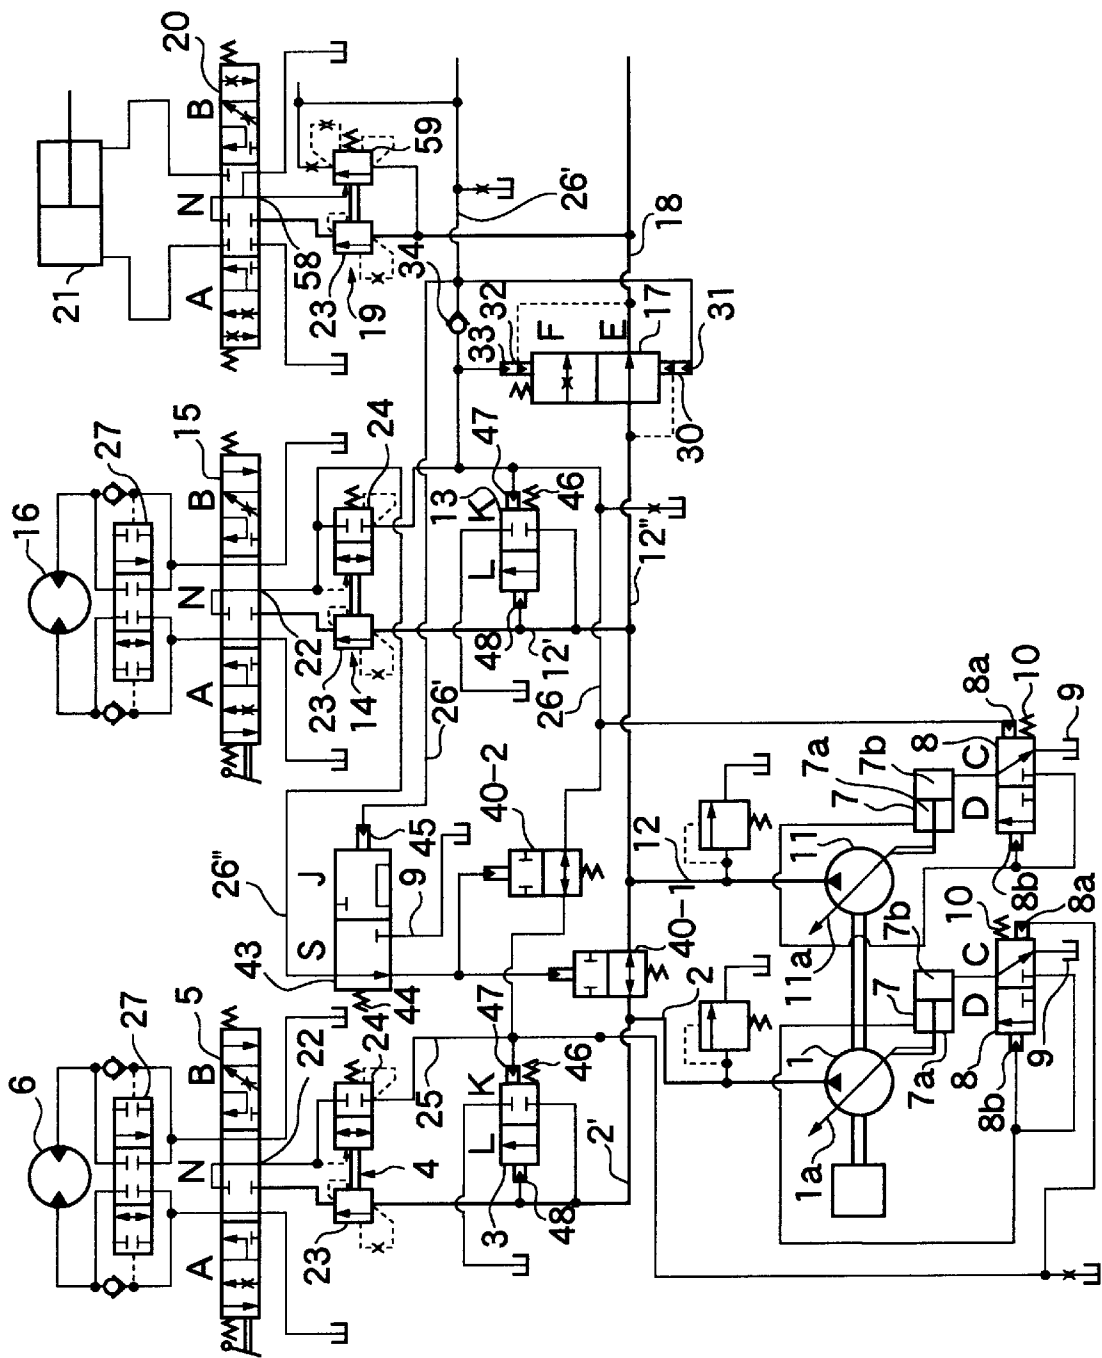 20
B
N
A
21
58
23
19
59
34
26'
18
33
32
F
E
17
31
30
27
15
16
B
N
A
22
23
14
24
13
47
K
L
46
48
12'
12"
26
26'
26"
40-2
45
J
S
9
43
44
40-1
12
2
11
11a
7a
7
7b
8
8a
C
D
10
9
8b
27
5
6
B
N
A
22
23
4
24
25
47
K
L
46
3
48
2'
1
1a
7
7b
7a
10
C
D
8a
8
8b
9